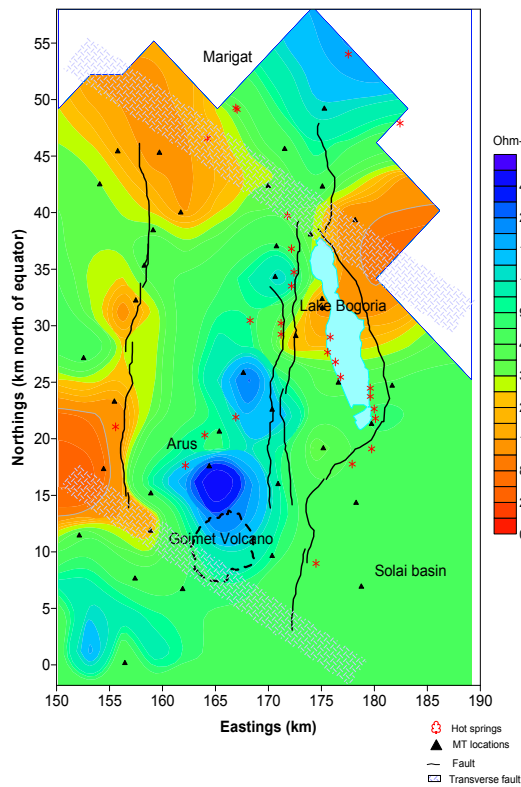 Marigat
Ohm-
Lake Bogoria
Arus
Goimet Volcano
Solai basin
Northings (km north of equator)
55
50
45
40
35
30
25
20
15
10
5
0
150 155 160 165 170 175 180 185 190
Eastings (km)
Hot springs
MT locations
Fault
Transverse fault